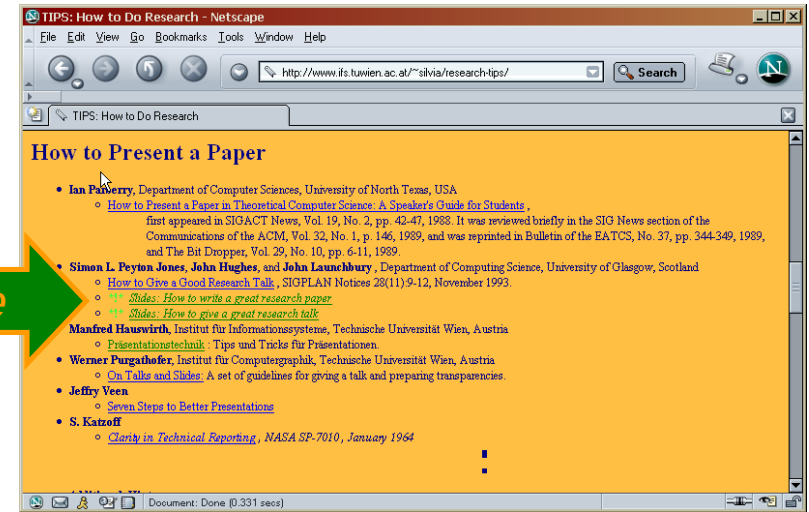 TIPS: How to Do Research - Netscape
File Edit View Go Bookmarks Tools Window Help
http://www.ifs.tuwien.ac.at/~silvia/research-tips/ Search N
TIPS: How to Do Research
How to Present a Paper
Ian Parberry, Department of Computer Sciences, University of North Texas, USA
How to Present a Paper in Theoretical Computer Science: A Speaker's Guide for Students ,
first appeared in SIGACT News, Vol. 19, No. 2, pp. 42-47, 1988. It was reviewed briefly in the SIG News section of the
Communications of the ACM, Vol. 32, No. 1, p. 146, 1989, and was reprinted in Bulletin of the EATCS, No. 37, pp. 344-349, 1989,
and The Bit Dropper, Vol. 29, No. 10, pp. 6-11, 1989.
Simon L. Peyton Jones, John Hughes, and John Launchbury , Department of Computing Science, University of Glasgow, Scotland
How to Give a Good Research Talk , SIGPLAN Notices 28(11):9-12, November 1993.
*!* Slides: How to write a great research paper
e
*!* Slides: How to give a great research talk
Manfred Hauswirth, Institut für Informationssysteme, Technische Universität Wien, Austria
Präsentationstechnik : Tips und Tricks für Präsentationen.
Werner Purgathofer, Institut für Computergraphik, Technische Universität Wien, Austria
On Talks and Slides: A set of guidelines for giving a talk and preparing transparencies.
Jeffry Veen
Seven Steps to Better Presentations
S. Katzoff
Clarity in Technical Reporting , NASA SP-7010, January 1964
Document: Done (0.331 secs)